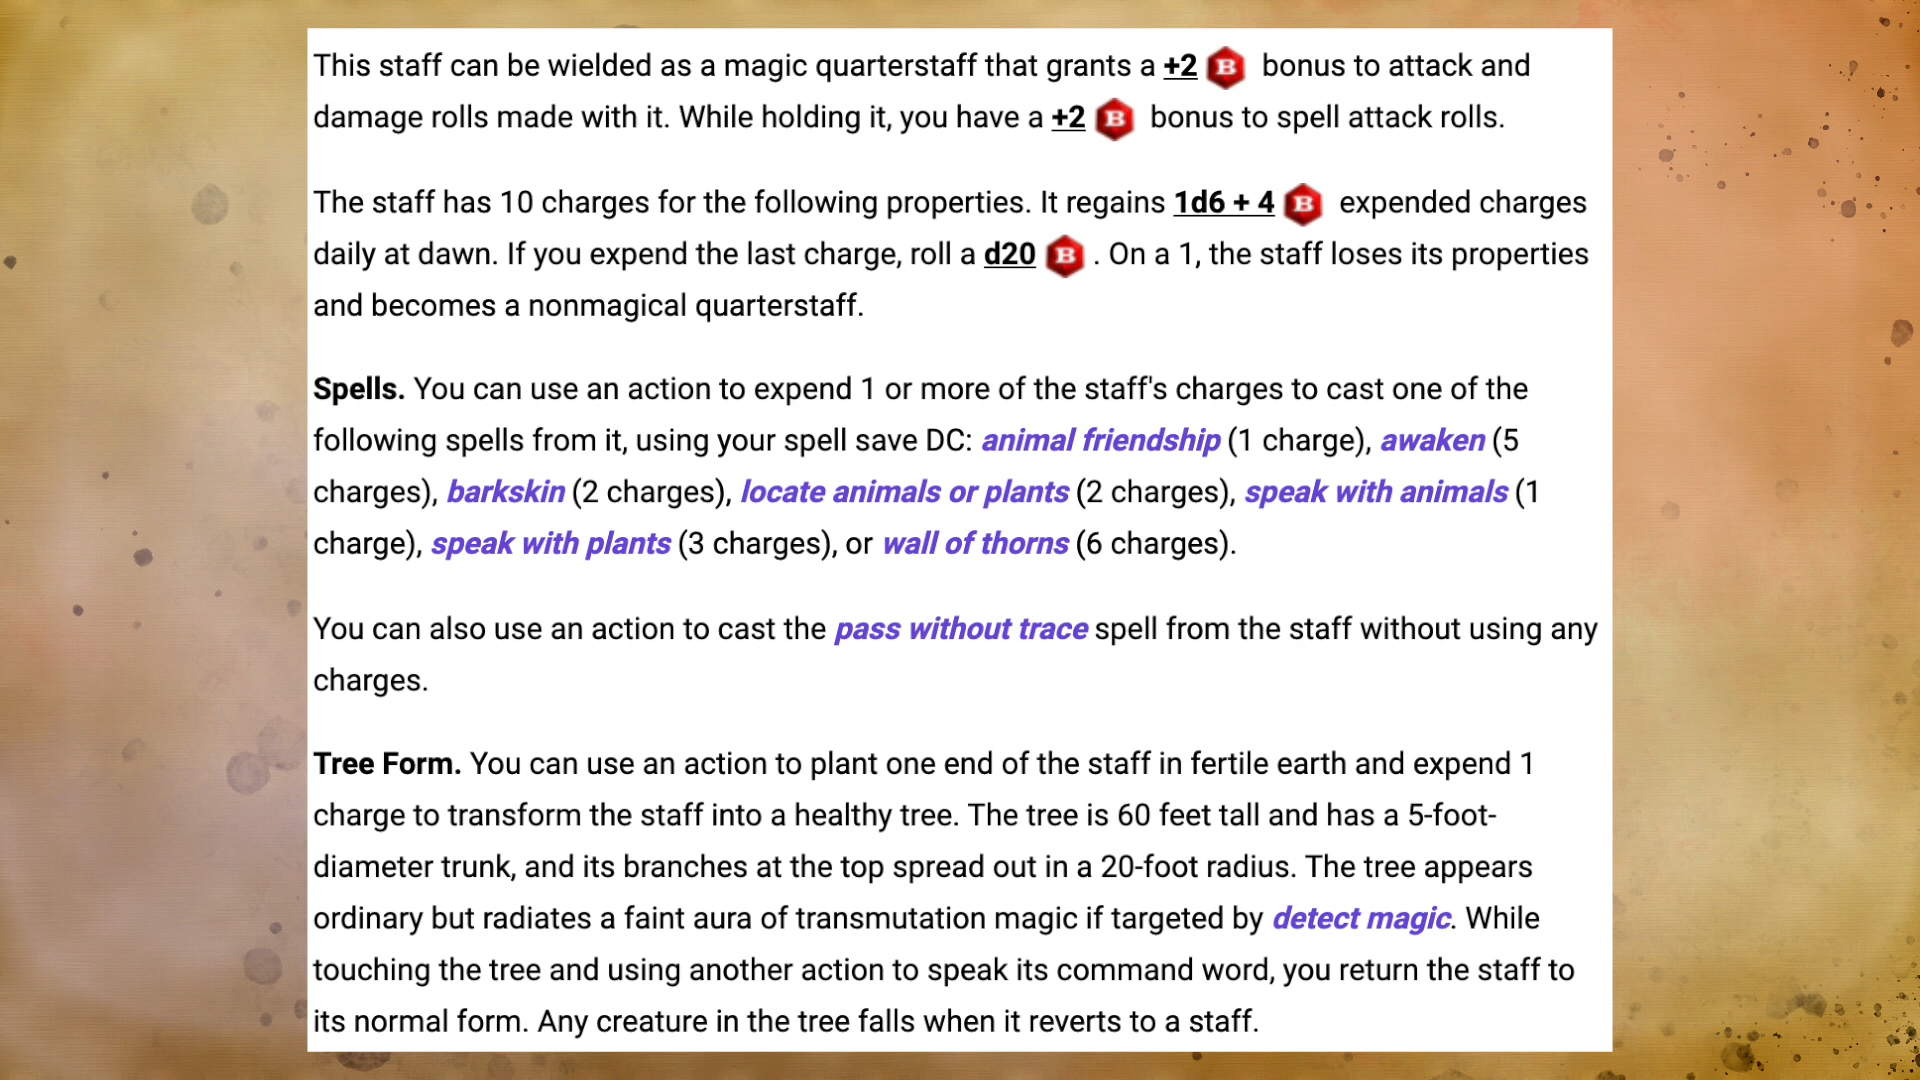 This staff can be wielded as a magic quarterstaff that grants a +2 B bonus to attack and
damage rolls made with it. While holding it, you have a +2 B bonus to spell attack rolls.
The staff has 10 charges for the following properties. It regains 1d6 + 4 B expended charges
daily at dawn. If you expend the last charge, roll a d20 B . On a 1, the staff loses its properties
and becomes a nonmagical quarterstaff.
Spells. You can use an action to expend 1 or more of the staff's charges to cast one of the
following spells from it, using your spell save DC: animal friendship (1 charge), awaken (5
charges), barkskin (2 charges), locate animals or plants (2 charges), speak with animals (1
charge), speak with plants (3 charges), or wall of thorns (6 charges).
You can also use an action to cast the pass without trace spell from the staff without using any
charges.
Tree Form. You can use an action to plant one end of the staff in fertile earth and expend 1
charge to transform the staff into a healthy tree. The tree is 60 feet tall and has a 5-foot-
diameter trunk, and its branches at the top spread out in a 20-foot radius. The tree appears
ordinary but radiates a faint aura of transmutation magic if targeted by detect magic. While
touching the tree and using another action to speak its command word, you return the staff to
its normal form. Any creature in the tree falls when it reverts to a staff.